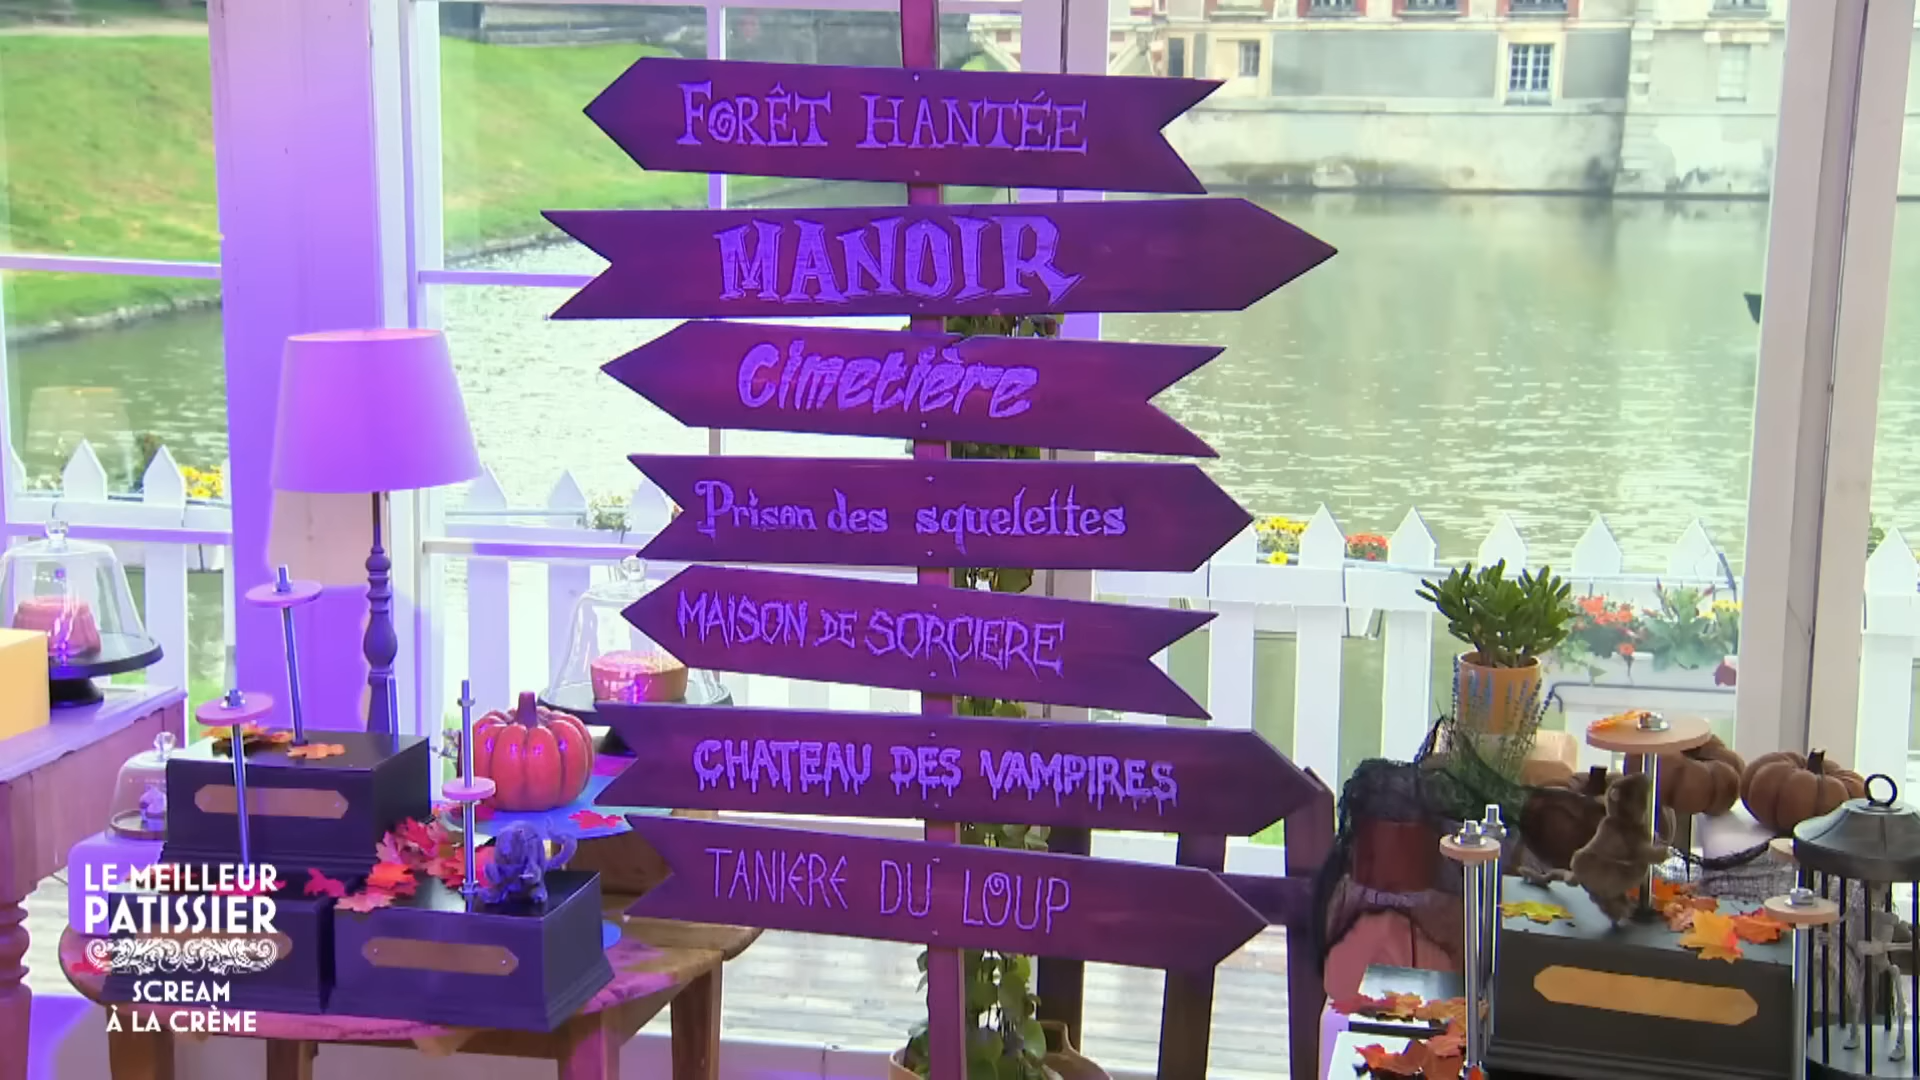 FORÊT HANTÉE
MANOIR
Cimetière
Prison des squelettes
MAISON DE SORCIERE
CHATEAU DES VAMPIRES
TANIERE DU LOUP
LE MEILLEUR
PATISSIER
SCREAM
À LA CRÈME